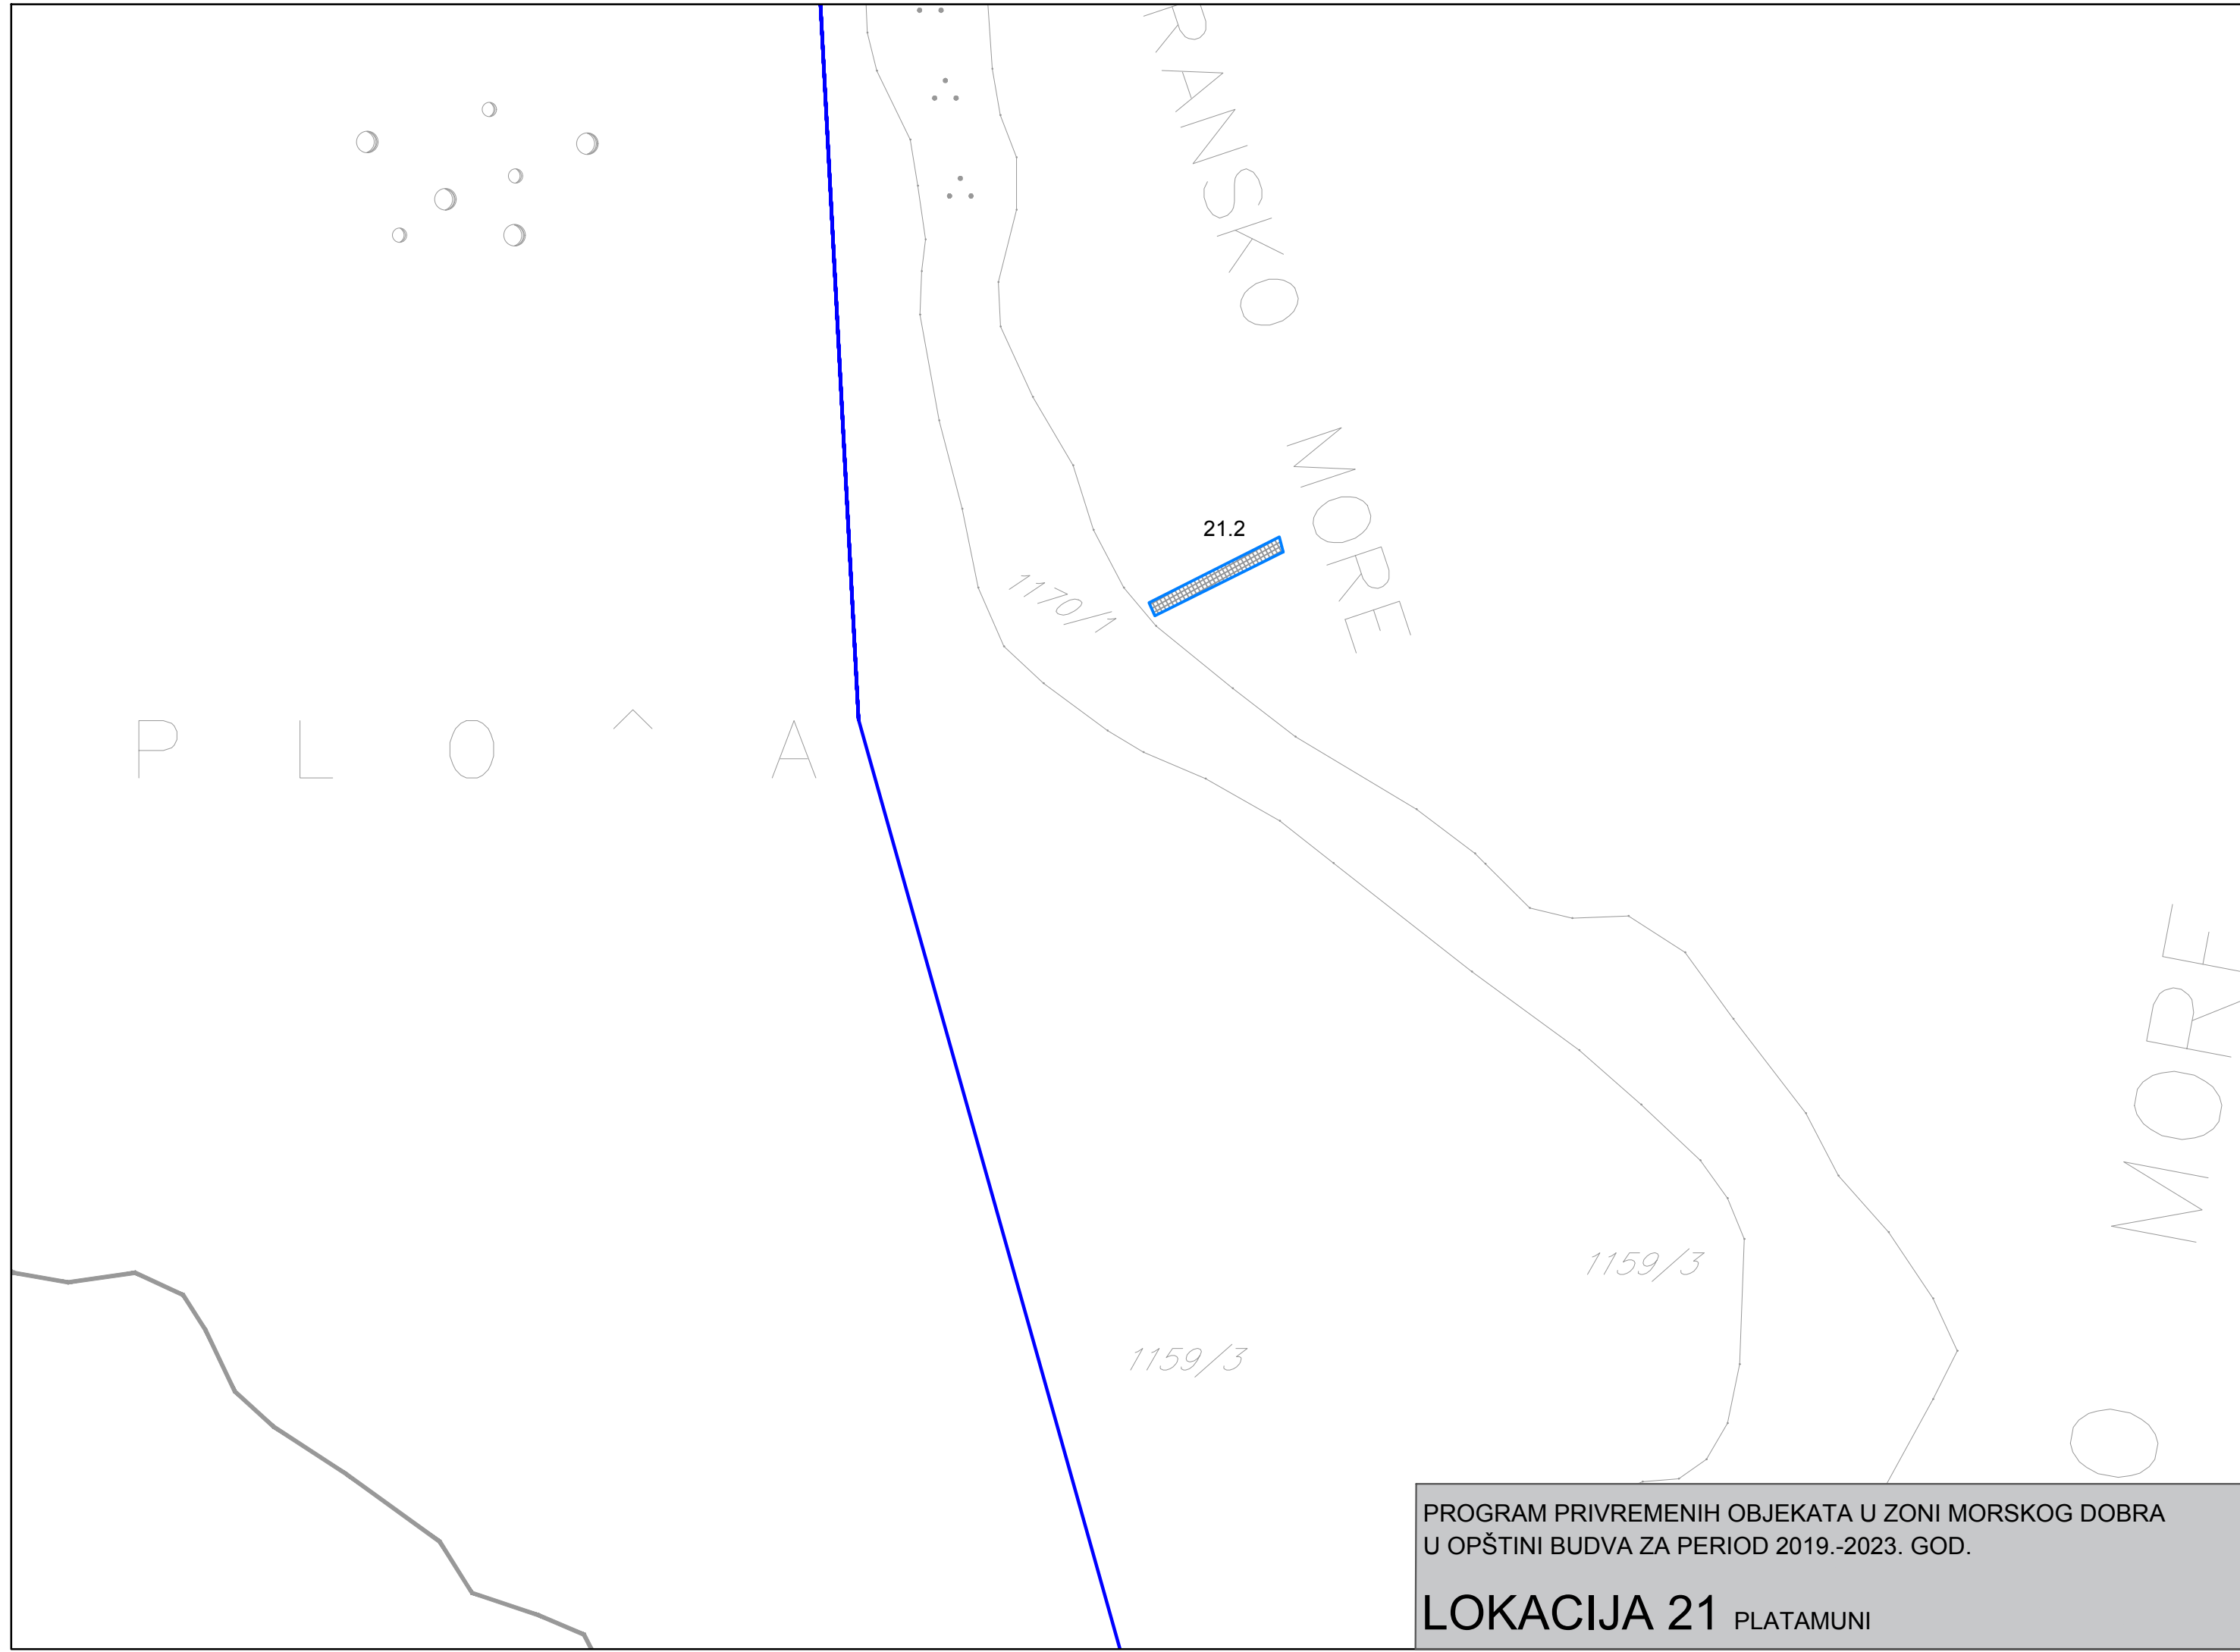 RANSKO MORE
21.2
1170/1
P L O ^ A
MORE
O
1159/3
1159/3
PROGRAM PRIVREMENIH OBJEKATA U ZONI MORSKOG DOBRA
U OPŠTINI BUDVA ZA PERIOD 2019.-2023. GOD.
LOKACIJA 21 PLATAMUNI